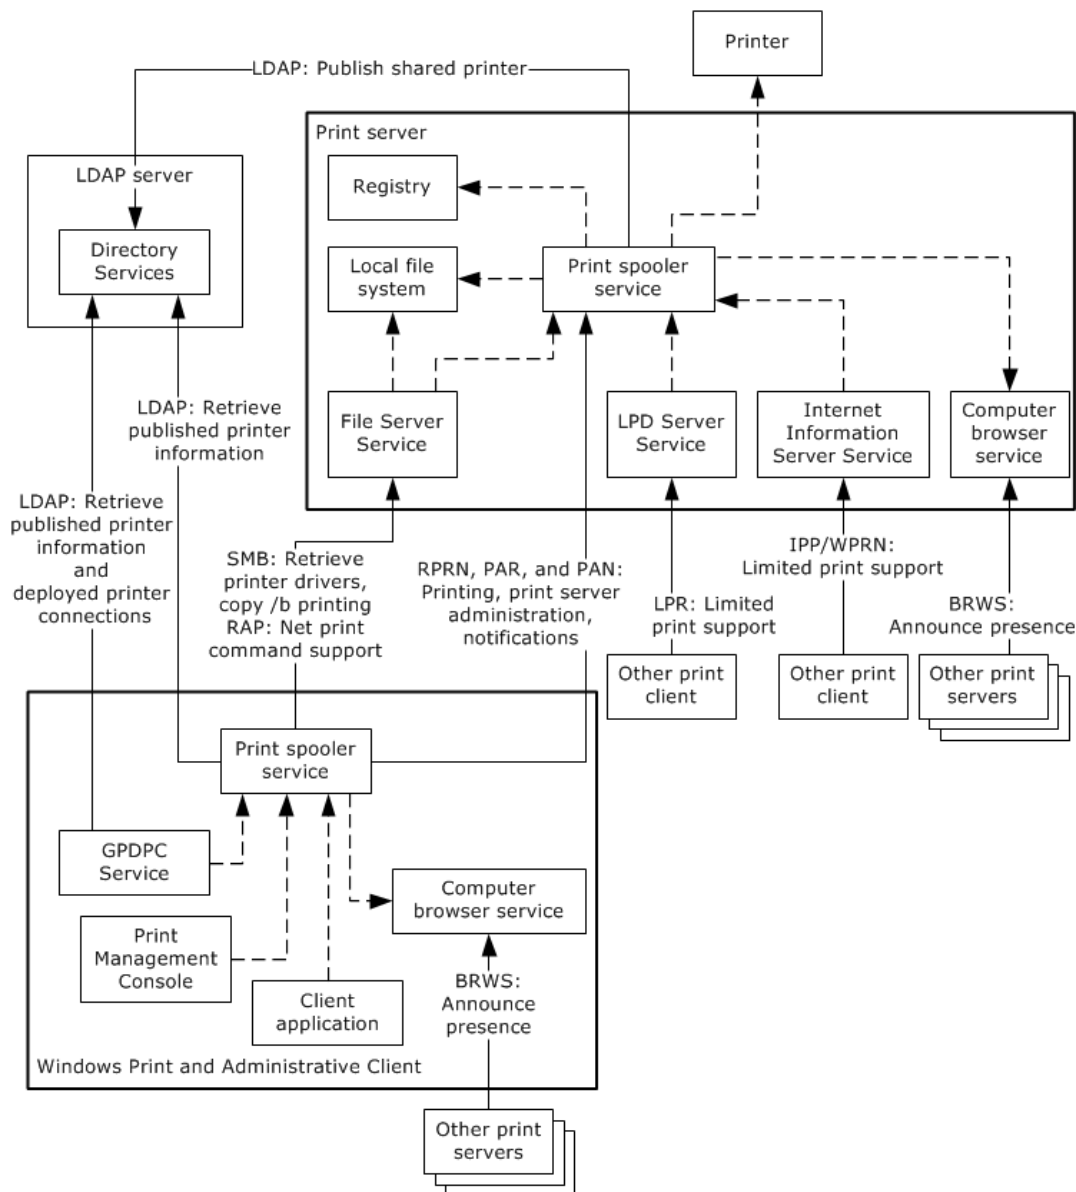 Printer
LDAP: Publish shared printer
Print server
LDAP server
Registry
Directory
Services
Local file
system
Print spooler
service
LDAP: Retrieve
published printer
information
File Server
Service
LPD Server
Service
Internet
Information
Server Service
Computer
browser
service
LDAP: Retrieve
published printer
information
and
deployed printer
connections
SMB: Retrieve
printer drivers,
copy /b printing
RAP: Net print
command support
RPRN, PAR, and PAN:
Printing, print server
administration,
notifications
LPR: Limited
print support
IPP/WPRN:
Limited print support
BRWS:
Announce presence
Other print
client
Other print
client
Other print
servers
Print spooler
service
GPDPC
Service
Computer
browser service
Print
Management
Console
Client
application
BRWS:
Announce
presence
Windows Print and Administrative Client
Other print
servers